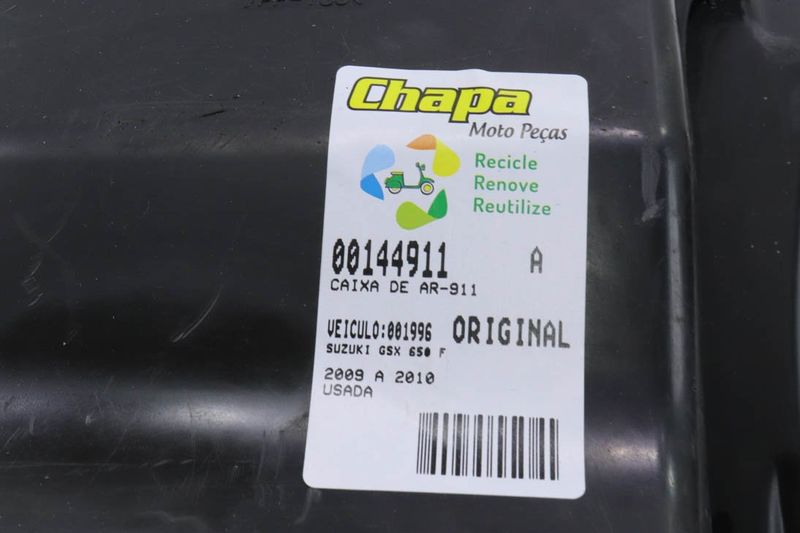 Chapa
Moto Peças
Recicle
Renove
Reutilize
00144911 A
CAIXA DE AR-911
VEICULO:001996 ORIGINAL
SUZUKI GSX 650 F
2009 A 2010
USADA